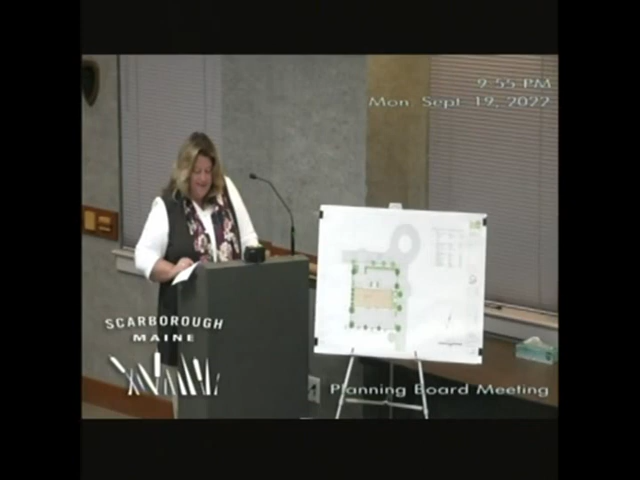 9:55 PM
Mon. Sept. 19, 2022
SCARBOROUGH
MAINE
Planning Board Meeting